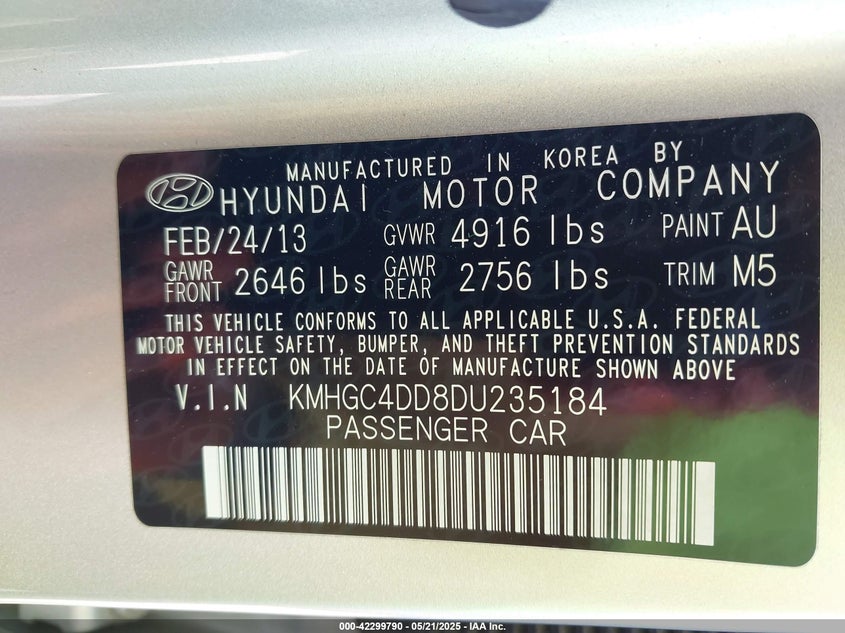 MANUFACTURED IN KOREA BY
HYUNDAI MOTOR COMPANY
FEB/24/13 GVWR 4916 lbs PAINT AU
GAWR FRONT 2646 lbs GAWR REAR 2756 lbs TRIM M5
THIS VEHICLE CONFORMS TO ALL APPLICABLE U.S.A. FEDERAL
MOTOR VEHICLE SAFETY, BUMPER, AND THEFT PREVENTION STANDARDS
IN EFFECT ON THE DATE OF MANUFACTURE SHOWN ABOVE
V.I.N KMHGC4DD8DU235184
PASSENGER CAR
000-42299790 - 05/21/2025 - IAA Inc.